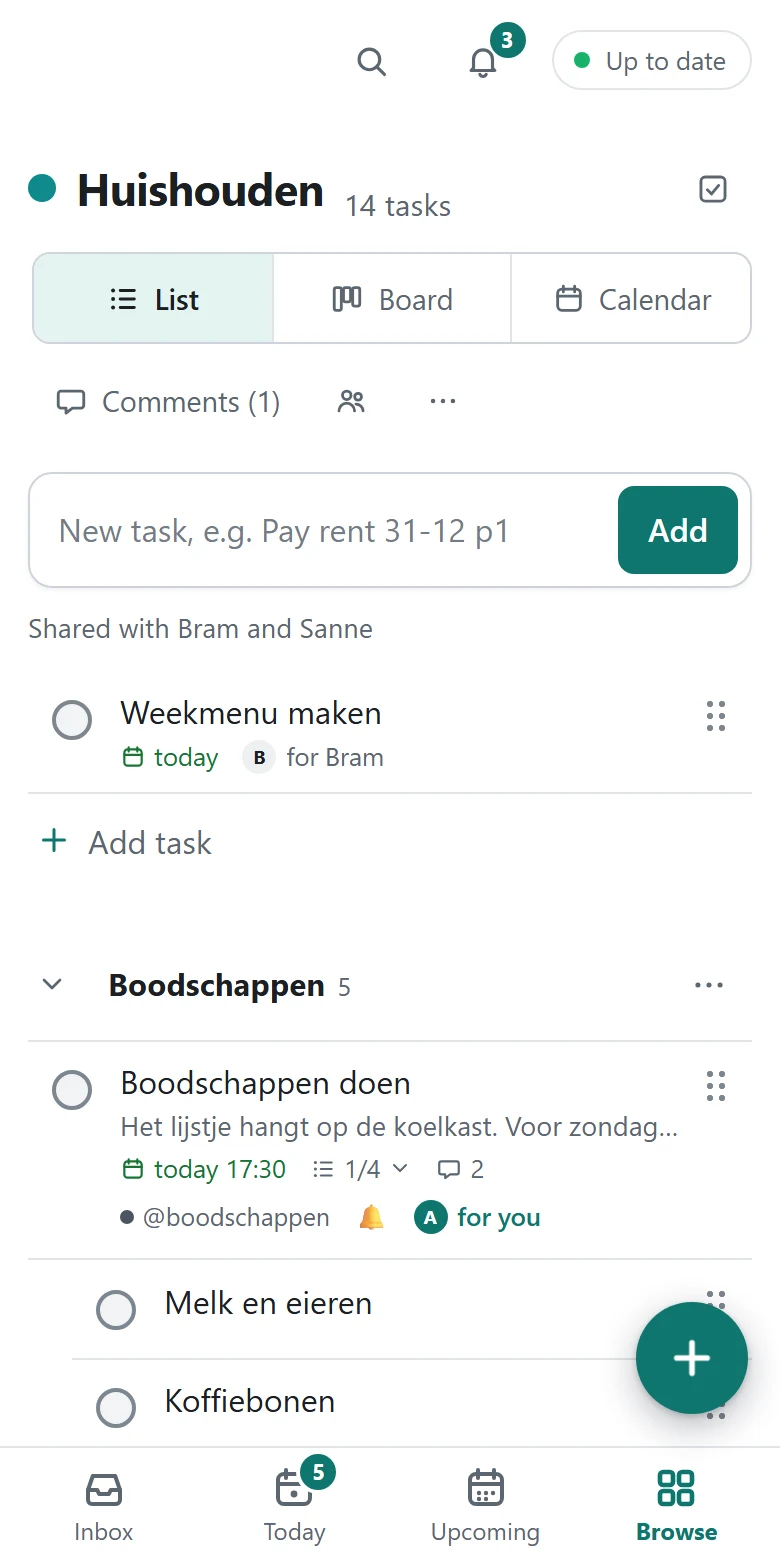 3
Up to date
Huishouden 14 tasks
List Board Calendar
Comments (1)
New task, e.g. Pay rent 31-12 p1 Add
Shared with Bram and Sanne
Weekmenu maken
today B for Bram
Add task
Boodschappen 5
Boodschappen doen
Het lijstje hangt op de koelkast. Voor zondag...
today 17:30 1/4 2
@boodschappen A for you
Melk en eieren
Koffiebonen
5
Inbox Today Upcoming Browse